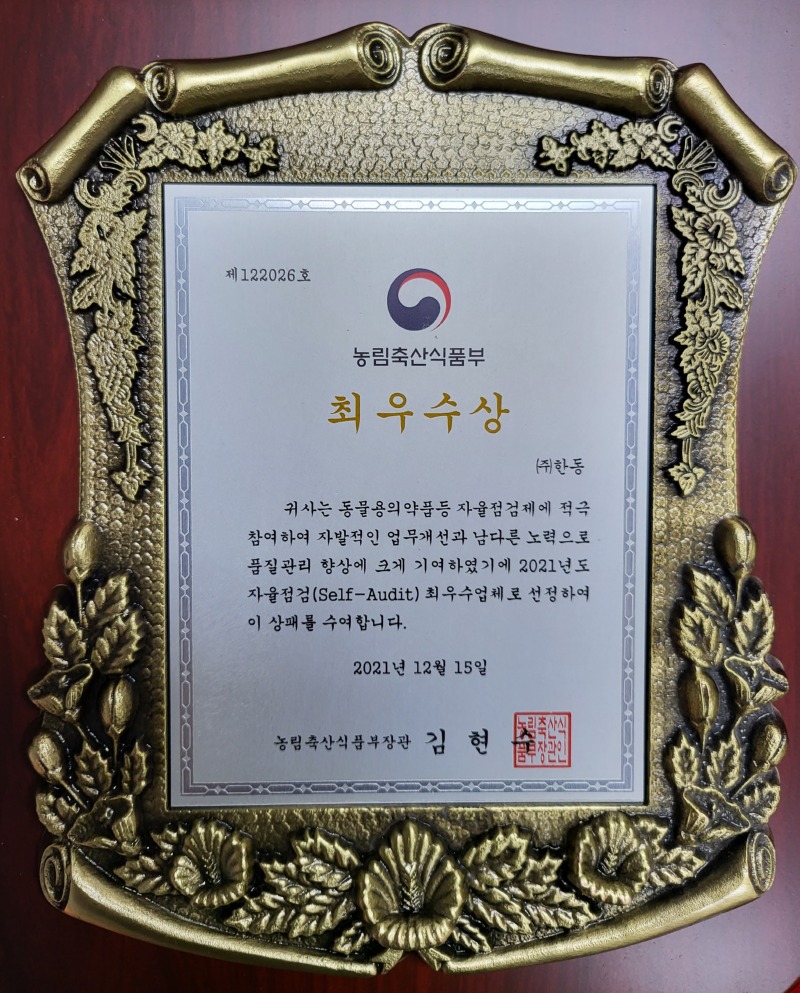 제122026호
농림축산식품부
최우수상
㈜한동
귀사는 동물용의약품등 자율점검제에 적극
참여하여 자발적인 업무개선과 남다른 노력으로
품질관리 향상에 크게 기여하였기에 2021년도
자율점검(Self-Audit) 최우수업체로 선정하여
이 상패를 수여합니다.
2021년 12월 15일
농림축산식품부장관 김현수
농림축산식
품부장관인